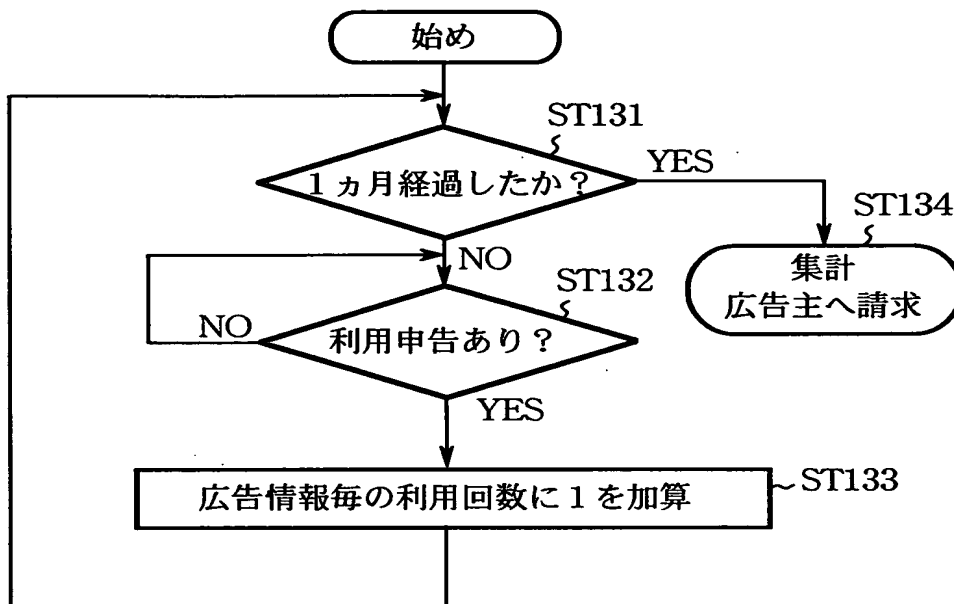 始め
ST131
1ヵ月経過したか?
YES
ST134
集計
広告主へ請求
NO
ST132
NO
利用申告あり?
YES
広告情報毎の利用回数に1を加算
ST133